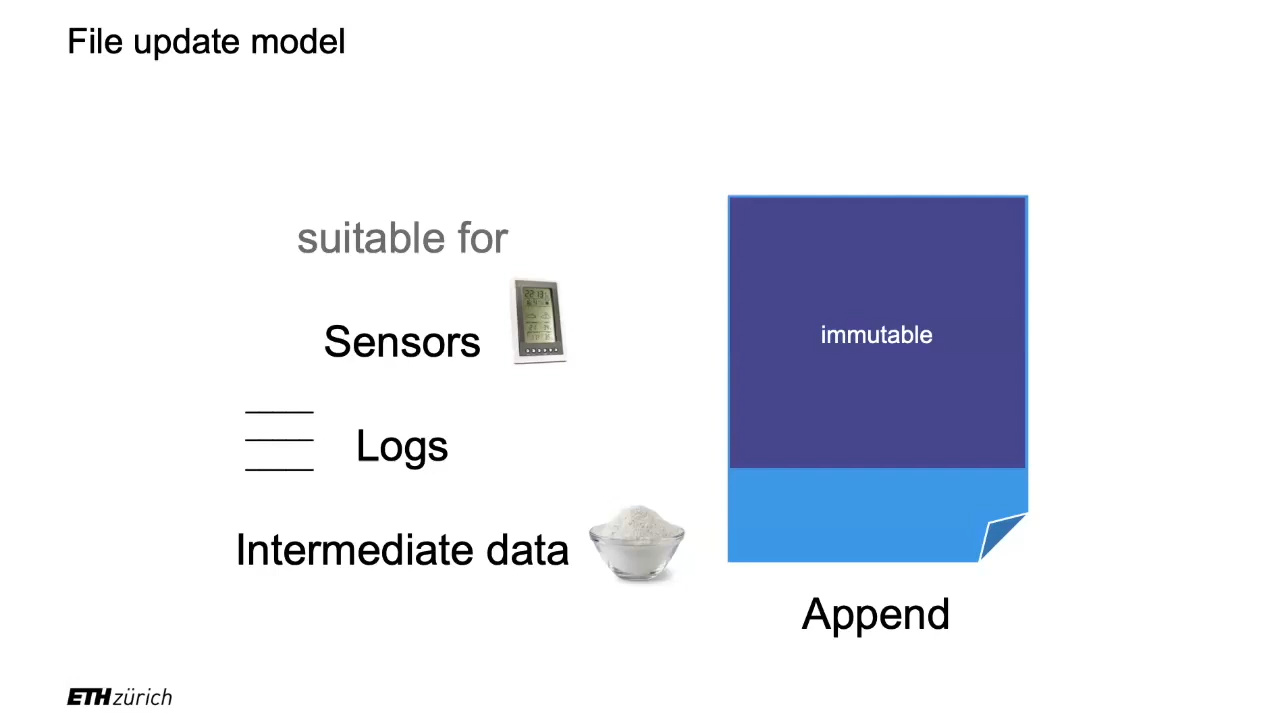 File update model
suitable for
Sensors
Logs
Intermediate data
immutable
Append
ETH zürich